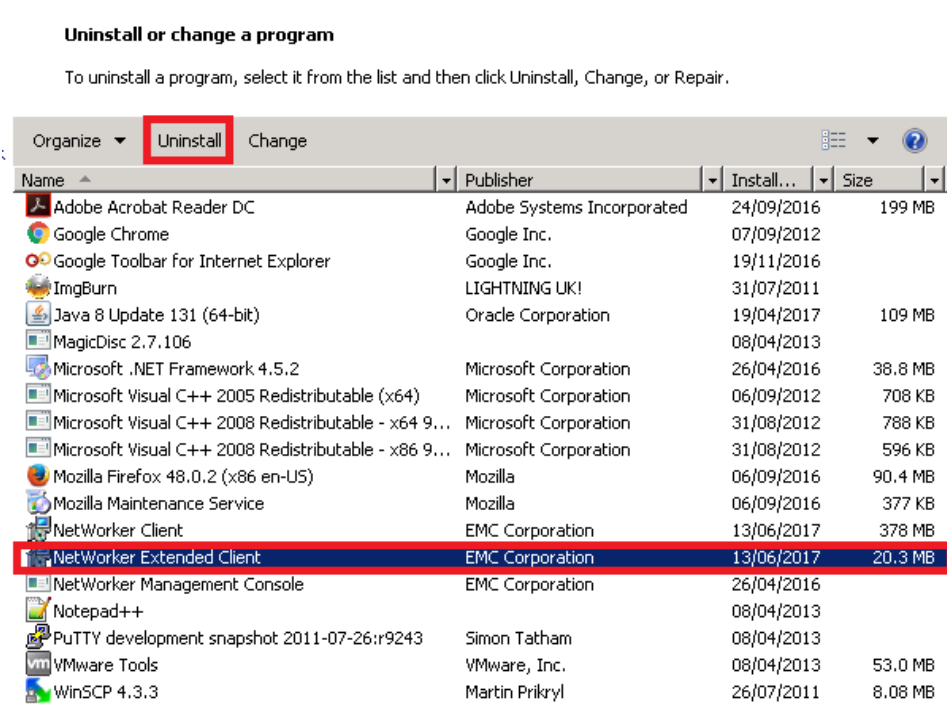 Uninstall or change a program
To uninstall a program, select it from the list and then click Uninstall, Change, or Repair.
Organize Uninstall Change
Name Publisher Install... Size
Adobe Acrobat Reader DC Adobe Systems Incorporated 24/09/2016 199 MB
Google Chrome Google Inc. 07/09/2012
Google Toolbar for Internet Explorer Google Inc. 19/11/2016
ImgBurn LIGHTNING UK! 31/07/2011
Java 8 Update 131 (64-bit) Oracle Corporation 19/04/2017 109 MB
MagicDisc 2.7.106 08/04/2013
Microsoft .NET Framework 4.5.2 Microsoft Corporation 26/04/2016 38.8 MB
Microsoft Visual C++ 2005 Redistributable (x64) Microsoft Corporation 06/09/2012 708 KB
Microsoft Visual C++ 2008 Redistributable - x64 9... Microsoft Corporation 31/08/2012 788 KB
Microsoft Visual C++ 2008 Redistributable - x86 9... Microsoft Corporation 31/08/2012 596 KB
Mozilla Firefox 48.0.2 (x86 en-US) Mozilla 06/09/2016 90.4 MB
Mozilla Maintenance Service Mozilla 06/09/2016 377 KB
NetWorker Client EMC Corporation 13/06/2017 378 MB
NetWorker Extended Client EMC Corporation 13/06/2017 20.3 MB
NetWorker Management Console EMC Corporation 26/04/2016
Notepad++ 08/04/2013
PuTTY development snapshot 2011-07-26:r9243 Simon Tatham 08/04/2013
vm VMware Tools VMware, Inc. 08/04/2013 53.0 MB
WinSCP 4.3.3 Martin Prikryl 26/07/2011 8.08 MB